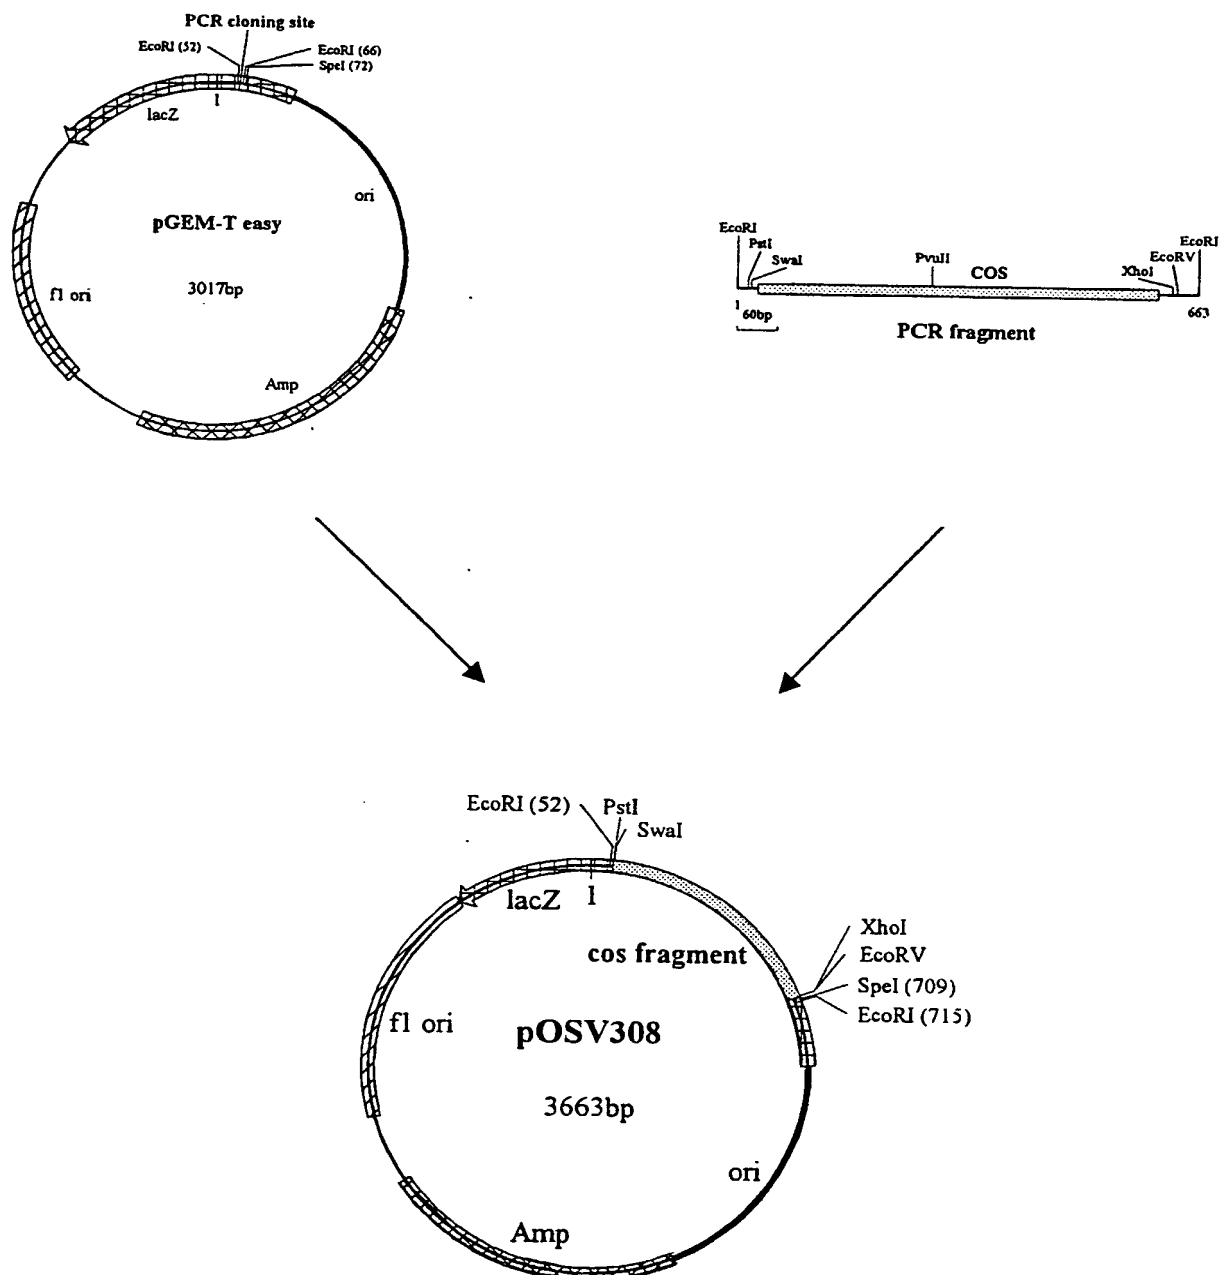 PCR cloning site
EcoRI (52)
EcoRI (66)
SpeI (72)
1
lacZ
ori
pGEM-T easy
3017bp
f1 ori
Amp
EcoRI
PstI
SwaI
PvuII
COS
XhoI
EcoRV
EcoRI
1
60bp
663
PCR fragment
EcoRI (52)
PstI
SwaI
lacZ
1
cos fragment
XhoI
EcoRV
SpeI (709)
EcoRI (715)
f1 ori
pOSV308
3663bp
ori
Amp